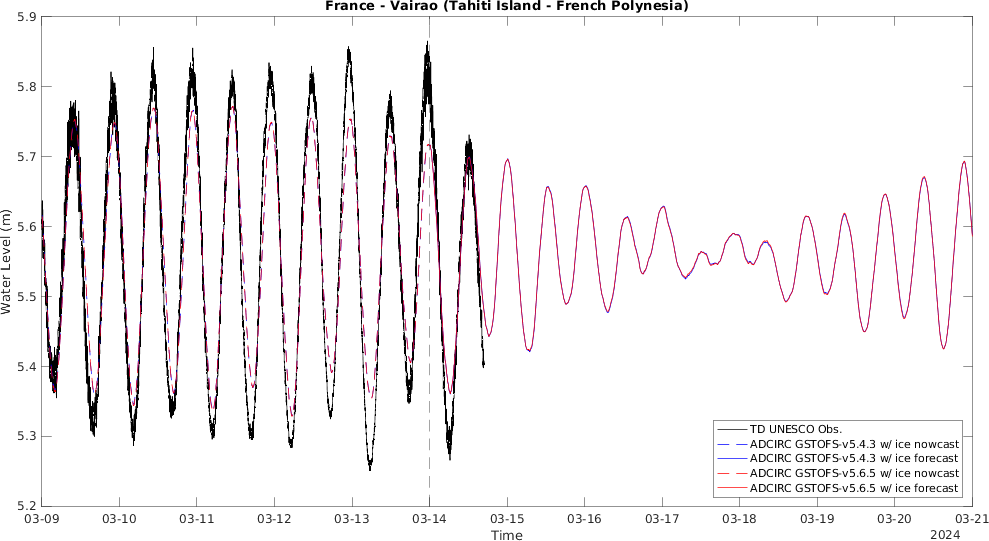 France - Vairao (Tahiti Island - French Polynesia)
5.9
5.8
5.7
5.6
5.5
5.4
5.3
5.2
Water Level (m)
TD UNESCO Obs.
ADCIRC GSTOFS-v5.4.3 w/ ice nowcast
ADCIRC GSTOFS-v5.4.3 w/ ice forecast
ADCIRC GSTOFS-v5.6.5 w/ ice nowcast
ADCIRC GSTOFS-v5.6.5 w/ ice forecast
03-09 03-10 03-11 03-12 03-13 03-14 03-15 03-16 03-17 03-18 03-19 03-20 03-21
Time
2024